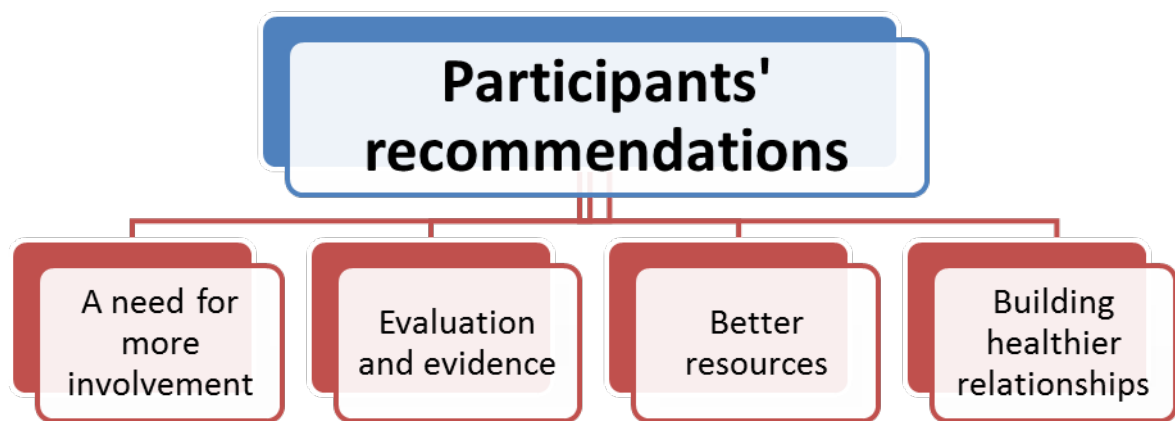 Participants'
recommendations
A need for
more
involvement
Evaluation
and evidence
Better
resources
Building
healthier
relationships